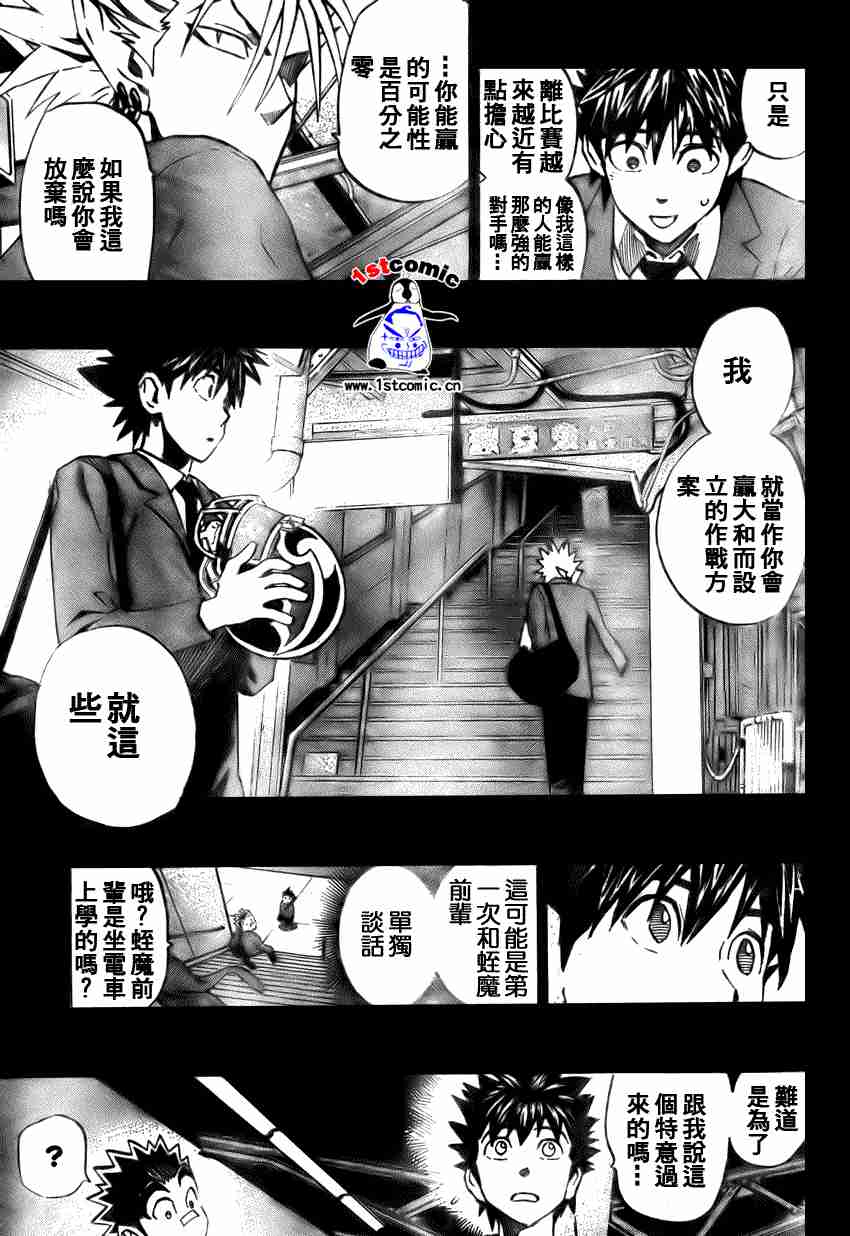 只是
離比賽越
來越近有
點擔心
像我這樣
的人能贏
那麼強的
對手嗎…
…你能贏
的可能性
是百分之
零
如果我這
麼說你會
放棄嗎
1stcomic
www.1stcomic.cn
我
就當作你會
贏大和而設
立的作戰方
案
就這
些
這可能是第
一次和蛭魔
前輩
單獨
談話
哦？蛭魔前
輩是坐電車
上學的嗎？
難道
是為了
跟我說這
個特意過
來的嗎…
？